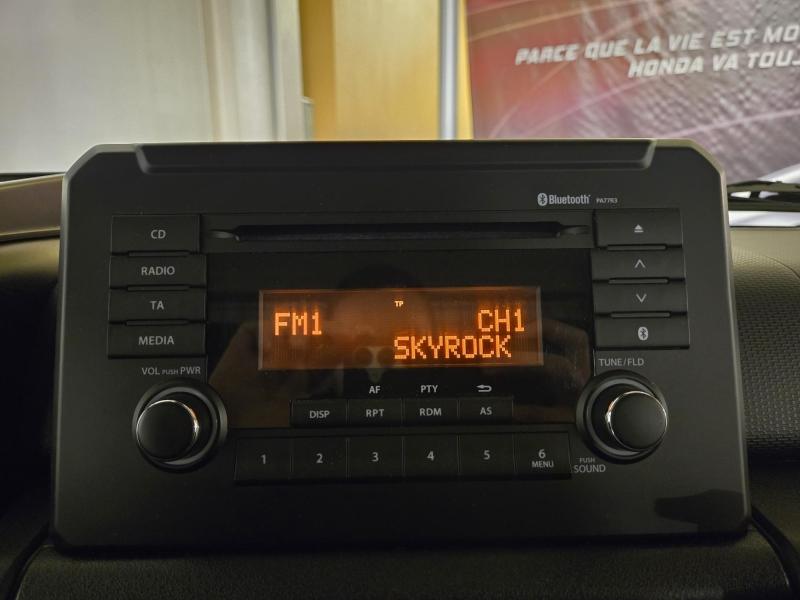 PARCE QUE LA VIE EST MO
HONDA VA TOUJ
Bluetooth PA77R3
CD
RADIO
TA
MEDIA
TP
FM1 CH1
SKYROCK
VOL PUSH PWR
TUNE/FLD
AF PTY
DISP RPT RDM AS
1 2 3 4 5 6
MENU
PUSH
SOUND